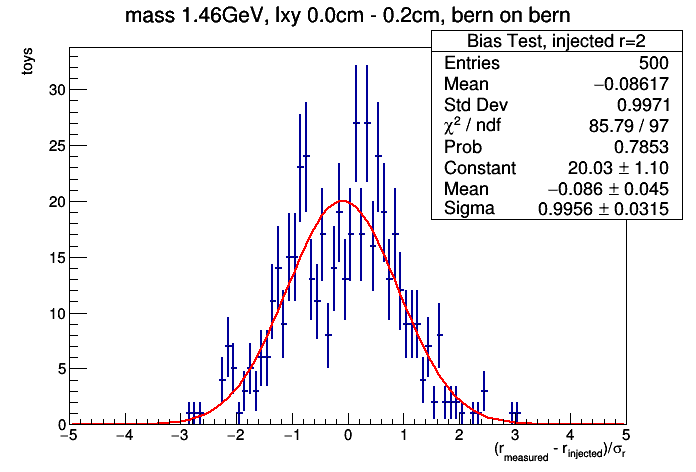 mass 1.46GeV, lxy 0.0cm - 0.2cm, bern on bern
Bias Test, injected r=2
Entries 500
Mean −0.08617
Std Dev 0.9971
χ² / ndf 85.79 / 97
Prob 0.7853
Constant 20.03 ± 1.10
Mean −0.086 ± 0.045
Sigma 0.9956 ± 0.0315
toys
30
25
20
15
10
5
0
−5 −4 −3 −2 −1 0 1 2 3 4 5
(r_measured - r_injected)/σ_r